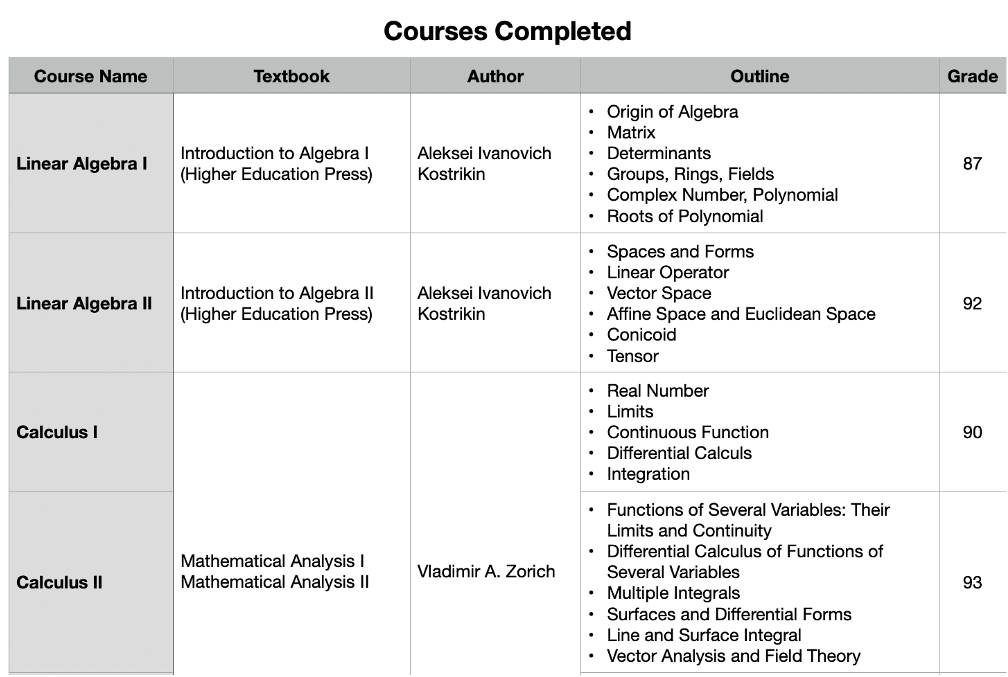 Courses Completed
Course Name Textbook Author Outline Grade
Linear Algebra I
Introduction to Algebra I
(Higher Education Press)
Aleksei Ivanovich
Kostrikin
• Origin of Algebra
• Matrix
• Determinants
• Groups, Rings, Fields
• Complex Number, Polynomial
• Roots of Polynomial
87
Linear Algebra II
Introduction to Algebra II
(Higher Education Press)
Aleksei Ivanovich
Kostrikin
• Spaces and Forms
• Linear Operator
• Vector Space
• Affine Space and Euclidean Space
• Conicoid
• Tensor
92
Calculus I
Mathematical Analysis I
Mathematical Analysis II
Vladimir A. Zorich
• Real Number
• Limits
• Continuous Function
• Differential Calculs
• Integration
90
Calculus II
• Functions of Several Variables: Their
Limits and Continuity
• Differential Calculus of Functions of
Several Variables
• Multiple Integrals
• Surfaces and Differential Forms
• Line and Surface Integral
• Vector Analysis and Field Theory
93